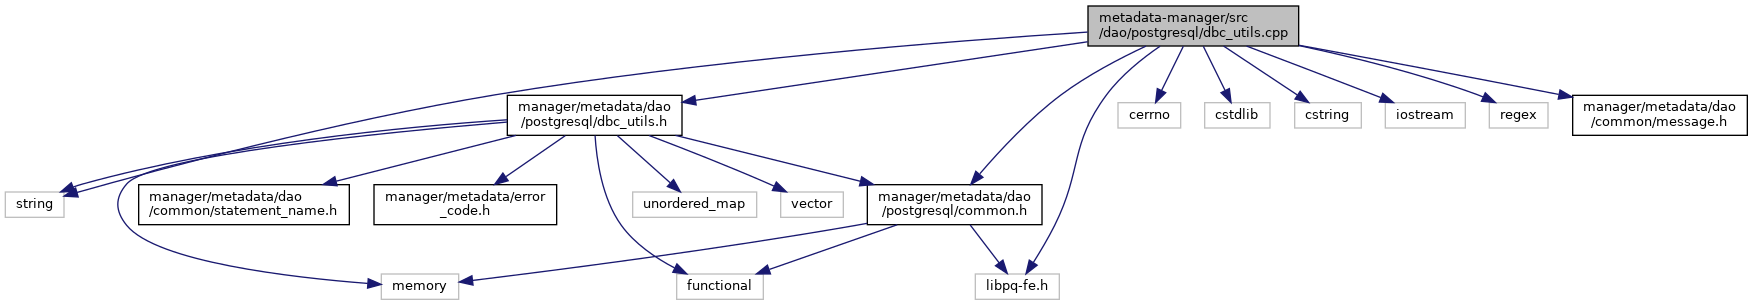 metadata-manager/src
/dao/postgresql/dbc_utils.cpp
manager/metadata/dao
/postgresql/dbc_utils.h
cerrno
cstdlib
cstring
iostream
regex
manager/metadata/dao
/common/message.h
string
manager/metadata/dao
/common/statement_name.h
manager/metadata/error
_code.h
unordered_map
vector
manager/metadata/dao
/postgresql/common.h
memory
functional
libpq-fe.h